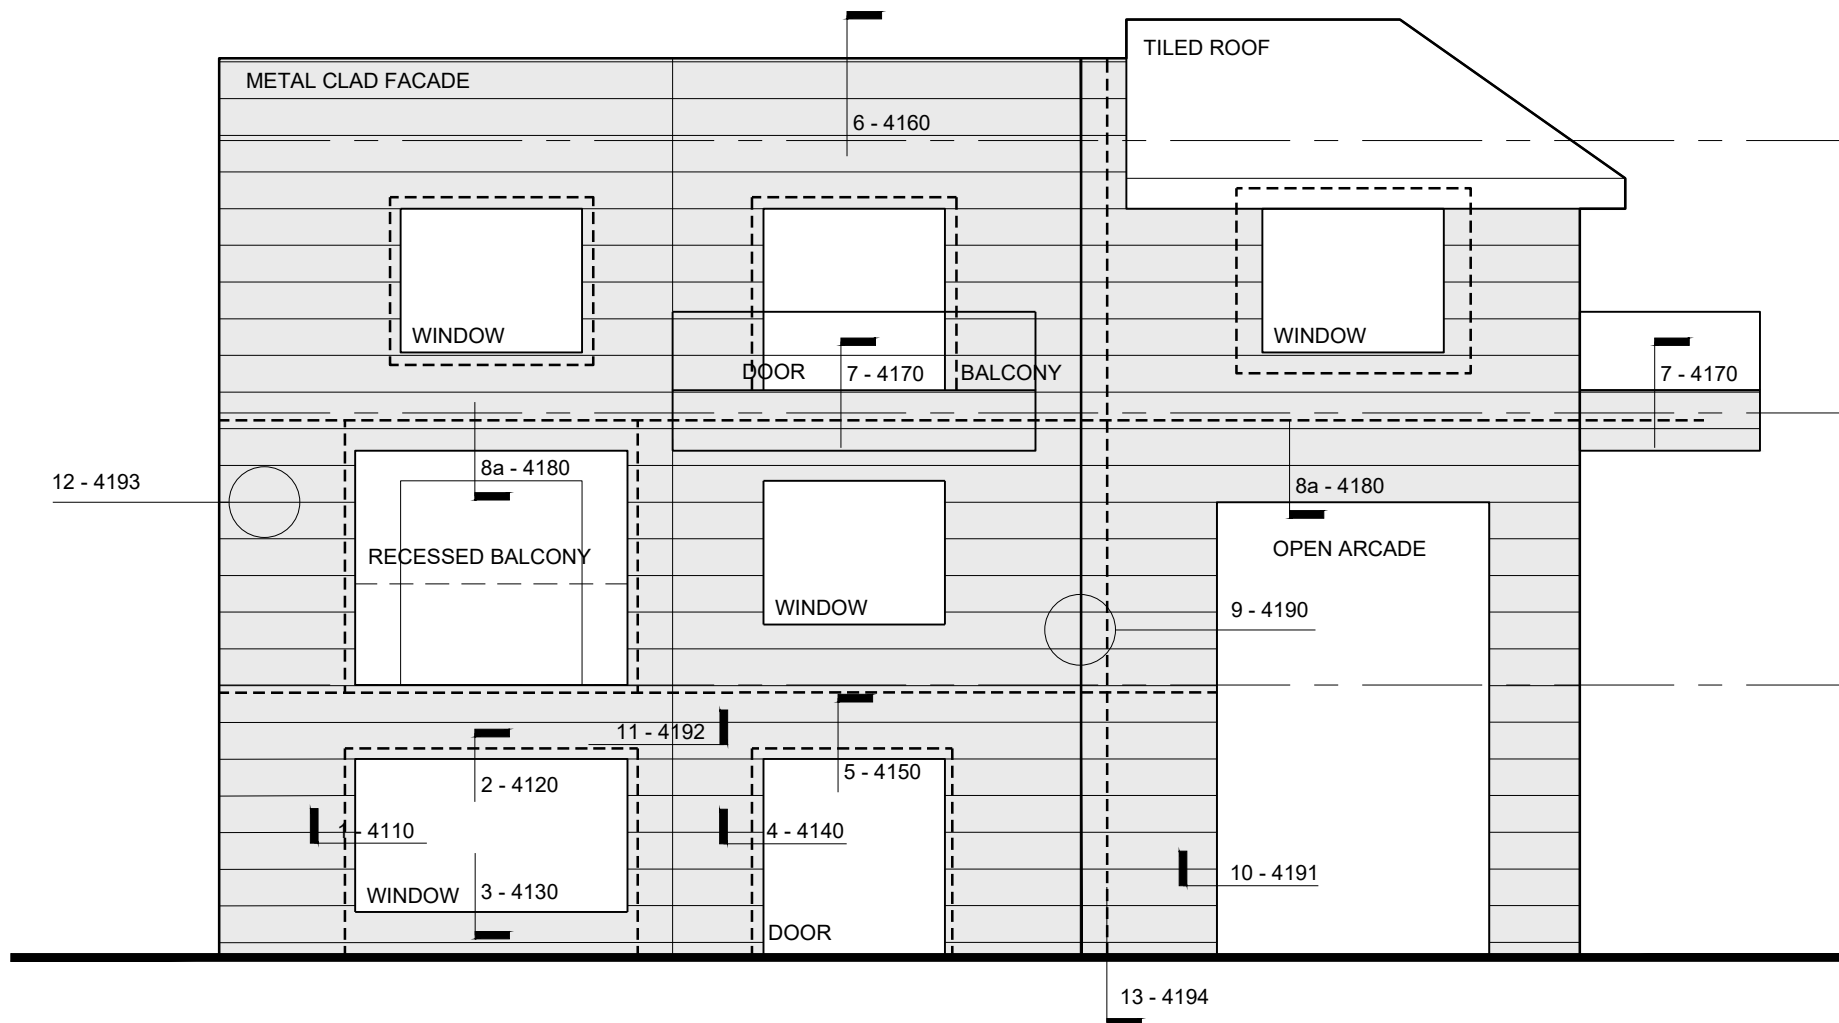 TILED ROOF
METAL CLAD FACADE
6 - 4160
WINDOW
WINDOW
DOOR
7 - 4170
BALCONY
7 - 4170
8a - 4180
12 - 4193
8a - 4180
RECESSED BALCONY
OPEN ARCADE
WINDOW
9 - 4190
11 - 4192
2 - 4120
5 - 4150
1 - 4110
4 - 4140
10 - 4191
WINDOW
3 - 4130
DOOR
13 - 4194